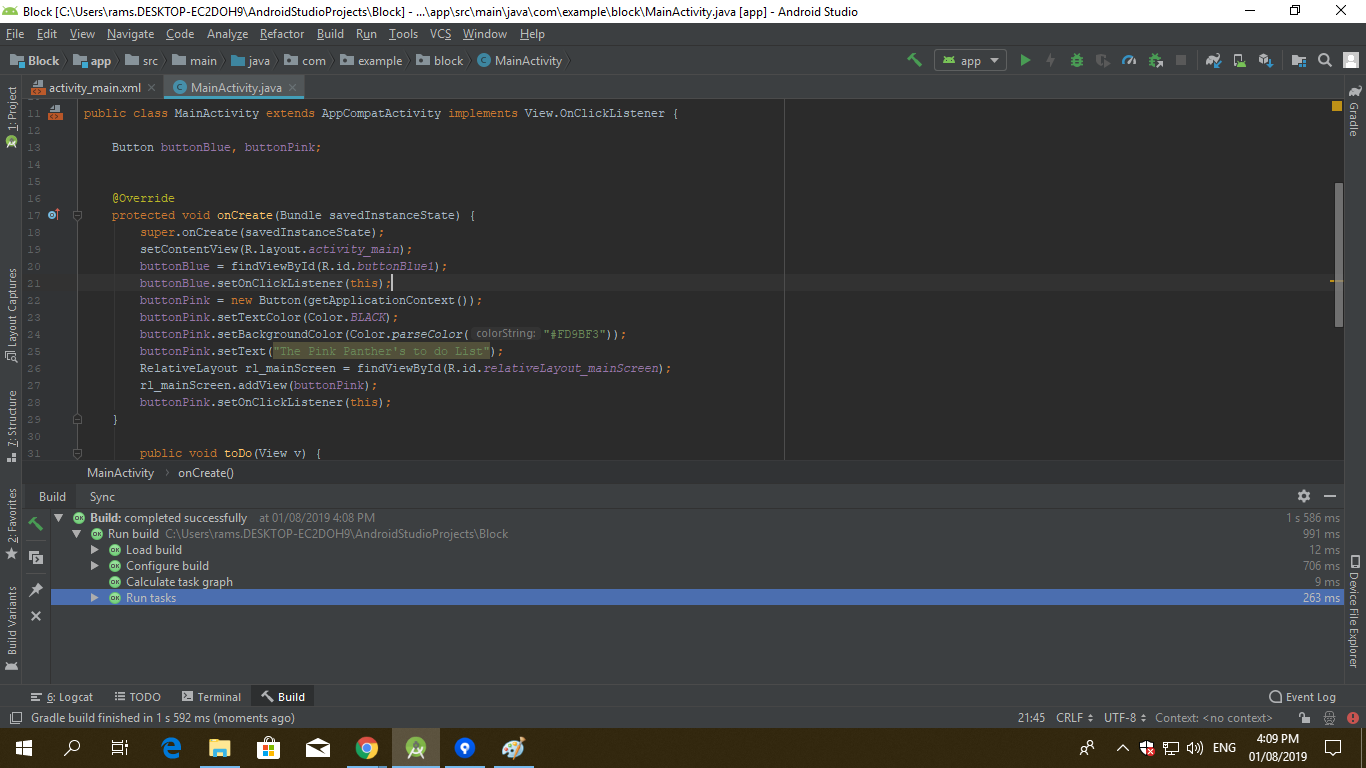 Block [C:\Users\rams.DESKTOP-EC2DOH9\AndroidStudioProjects\Block] - ...\app\src\main\java\com\example\block\MainActivity.java [app] - Android Studio
File Edit View Navigate Code Analyze Refactor Build Run Tools VCS Window Help
Block app src main java com example block MainActivity app
activity_main.xml MainActivity.java
11 public class MainActivity extends AppCompatActivity implements View.OnClickListener {
12
13 Button buttonBlue, buttonPink;
14
15
16 @Override
17 protected void onCreate(Bundle savedInstanceState) {
18 super.onCreate(savedInstanceState);
19 setContentView(R.layout.activity_main);
20 buttonBlue = findViewById(R.id.buttonBlue1);
21 buttonBlue.setOnClickListener(this);
22 buttonPink = new Button(getApplicationContext());
23 buttonPink.setTextColor(Color.BLACK);
24 buttonPink.setBackgroundColor(Color.parseColor( colorString: "#FD9BF3"));
25 buttonPink.setText("The Pink Panther's to do List");
26 RelativeLayout rl_mainScreen = findViewById(R.id.relativeLayout_mainScreen);
27 rl_mainScreen.addView(buttonPink);
28 buttonPink.setOnClickListener(this);
29 }
30
31 public void toDo(View v) {
MainActivity onCreate()
1: Project
Layout Captures
7: Structure
2: Favorites
Build Variants
Gradle
Device File Explorer
Build Sync
Build: completed successfully at 01/08/2019 4:08 PM 1 s 586 ms
Run build C:\Users\rams.DESKTOP-EC2DOH9\AndroidStudioProjects\Block 991 ms
Load build 12 ms
Configure build 706 ms
Calculate task graph 9 ms
Run tasks 263 ms
6: Logcat TODO Terminal Build Event Log
Gradle build finished in 1 s 592 ms (moments ago) 21:45 CRLF UTF-8 Context: <no context>
ENG 4:09 PM
01/08/2019